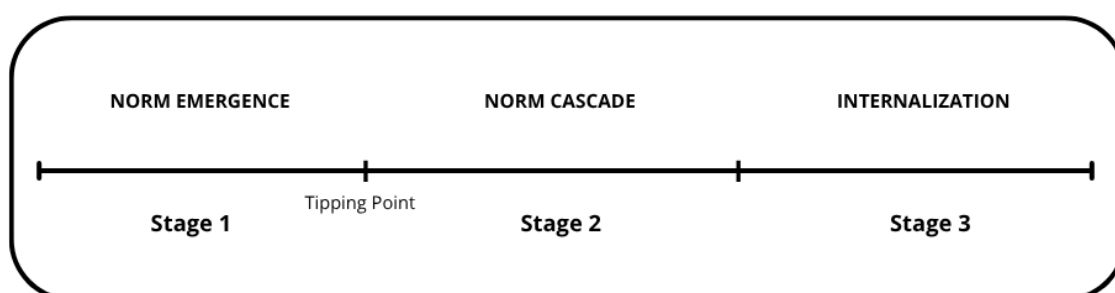 NORM EMERGENCE NORM CASCADE INTERNALIZATION
Tipping Point
Stage 1 Stage 2 Stage 3